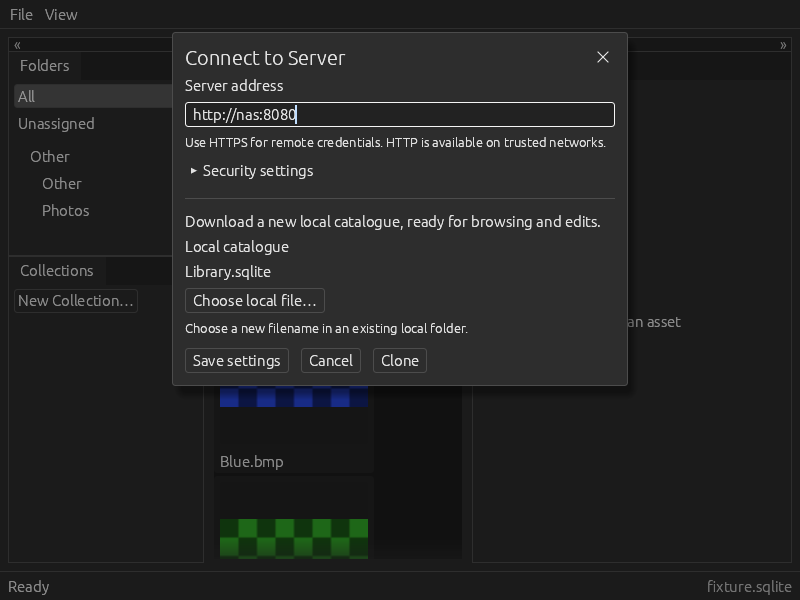 File View
« »
Folders
All
Unassigned
Other
Other
Photos
Collections
New Collection...
Connect to Server
Server address
http://nas:8080
Use HTTPS for remote credentials. HTTP is available on trusted networks.
Security settings
Download a new local catalogue, ready for browsing and edits.
Local catalogue
Library.sqlite
Choose local file...
Choose a new filename in an existing local folder.
Save settings Cancel Clone
an asset
Blue.bmp
Ready fixture.sqlite